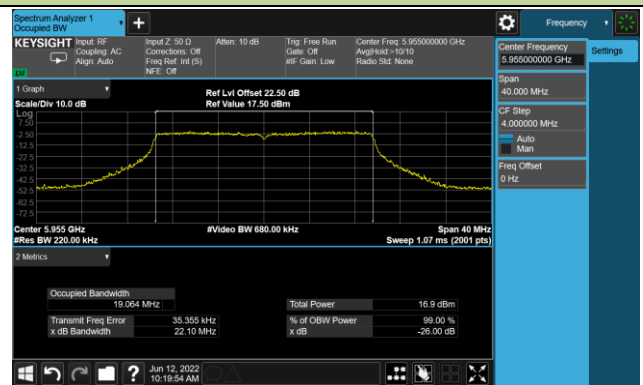 Spectrum Analyzer 1
Occupied BW
+
Frequency
KEYSIGHT
Input: RF
Coupling: AC
Align: Auto
Input Z: 50 Ω
Corrections: Off
Freq Ref: Int (S)
NFE: Off
Atten: 10 dB
Trig: Free Run
Gate: Off
#IF Gain: Low
Center Freq: 5.955000000 GHz
Avg|Hold:>10/10
Radio Std: None
Center Frequency
5.955000000 GHz
Settings
Span
40.000 MHz
CF Step
4.000000 MHz
Auto
Man
Freq Offset
0 Hz
1 Graph
Scale/Div 10.0 dB
Ref Lvl Offset 22.50 dB
Ref Value 17.50 dBm
Log
7.50
-2.50
-12.5
-22.5
-32.5
-42.5
-52.5
-62.5
-72.5
Center 5.955 GHz
#Res BW 220.00 kHz
#Video BW 680.00 kHz
Span 40 MHz
Sweep 1.07 ms (2001 pts)
2 Metrics
Occupied Bandwidth
19.064 MHz
Transmit Freq Error 35.355 kHz
x dB Bandwidth 22.10 MHz
Total Power 16.9 dBm
% of OBW Power 99.00 %
x dB -26.00 dB
?
Jun 12, 2022
10:19:54 AM